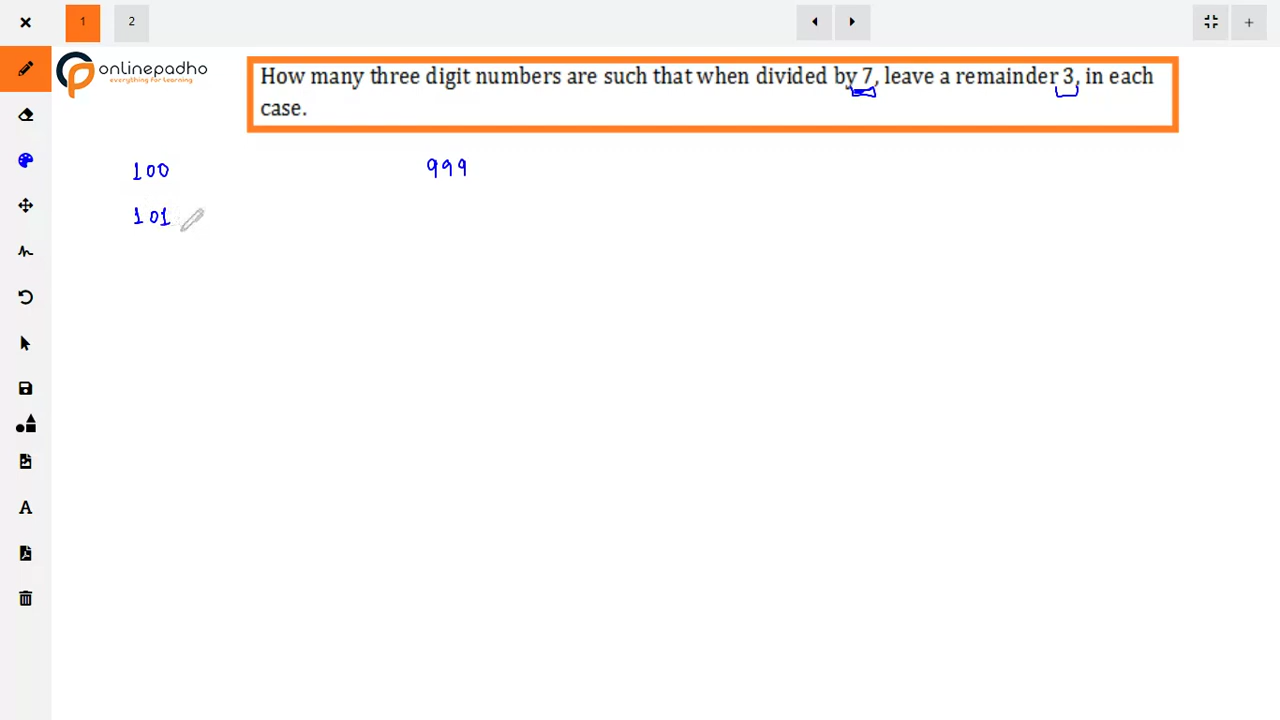 1 2
onlinepadho
everything for learning
How many three digit numbers are such that when divided by 7, leave a remainder 3, in each
case.
100 999
101
A